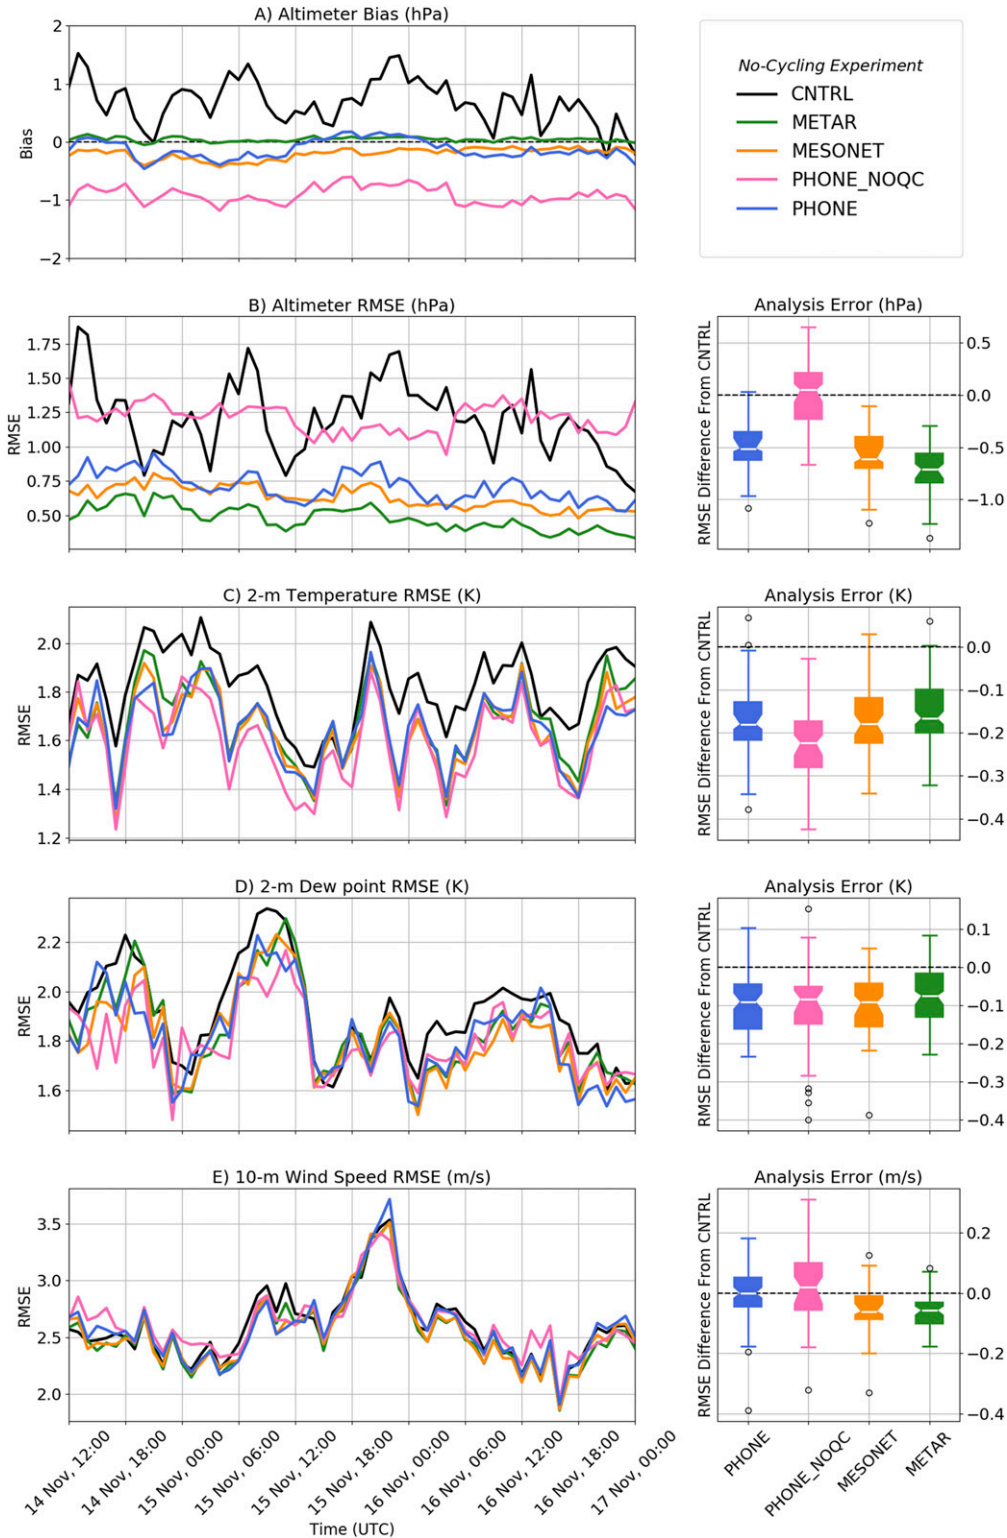 A) Altimeter Bias (hPa)
2
1
0
−1
−2
Bias
No-Cycling Experiment
CNTRL
METAR
MESONET
PHONE_NOQC
PHONE
B) Altimeter RMSE (hPa)
1.75
1.50
1.25
1.00
0.75
0.50
RMSE
Analysis Error (hPa)
RMSE Difference From CNTRL
0.5
0.0
−0.5
−1.0
C) 2-m Temperature RMSE (K)
2.0
1.8
1.6
1.4
1.2
RMSE
Analysis Error (K)
RMSE Difference From CNTRL
0.0
−0.1
−0.2
−0.3
−0.4
D) 2-m Dew point RMSE (K)
2.2
2.0
1.8
1.6
RMSE
Analysis Error (K)
RMSE Difference From CNTRL
0.1
0.0
−0.1
−0.2
−0.3
−0.4
E) 10-m Wind Speed RMSE (m/s)
3.5
3.0
2.5
2.0
RMSE
14 Nov, 12:00
14 Nov, 18:00
15 Nov, 00:00
15 Nov, 06:00
15 Nov, 12:00
15 Nov, 18:00
16 Nov, 00:00
16 Nov, 06:00
16 Nov, 12:00
16 Nov, 18:00
17 Nov, 00:00
Time (UTC)
Analysis Error (m/s)
RMSE Difference From CNTRL
0.2
0.0
−0.2
−0.4
PHONE
PHONE_NOQC
MESONET
METAR